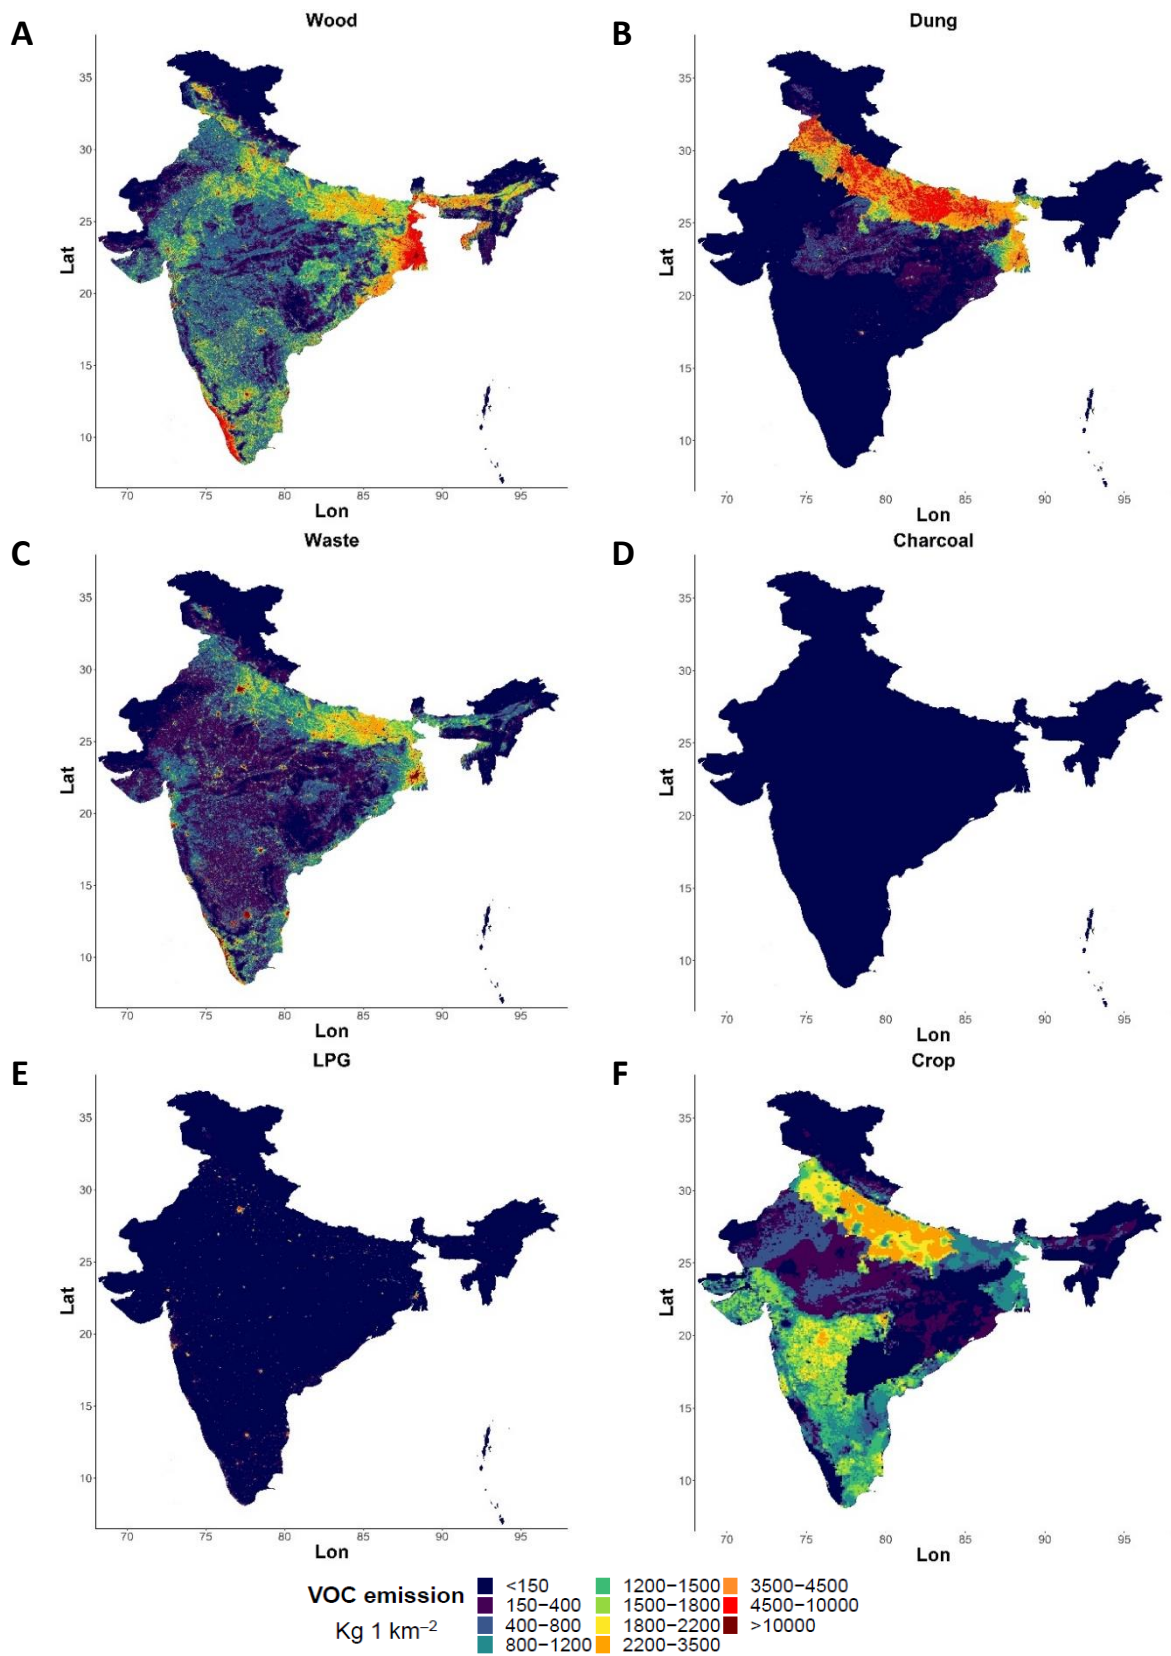 A
Wood
35
30
25
20
15
10
Lat
70 75 80 85 90 95
Lon
B
Dung
35
30
25
20
15
10
Lat
70 75 80 85 90 95
Lon
C
Waste
35
30
25
20
15
10
Lat
70 75 80 85 90 95
Lon
D
Charcoal
35
30
25
20
15
10
Lat
70 75 80 85 90 95
Lon
E
LPG
35
30
25
20
15
10
Lat
70 75 80 85 90 95
Lon
F
Crop
35
30
25
20
15
10
Lat
70 75 80 85 90 95
Lon
VOC emission
Kg 1 km⁻²
<150
150−400
400−800
800−1200
1200−1500
1500−1800
1800−2200
2200−3500
3500−4500
4500−10000
>10000